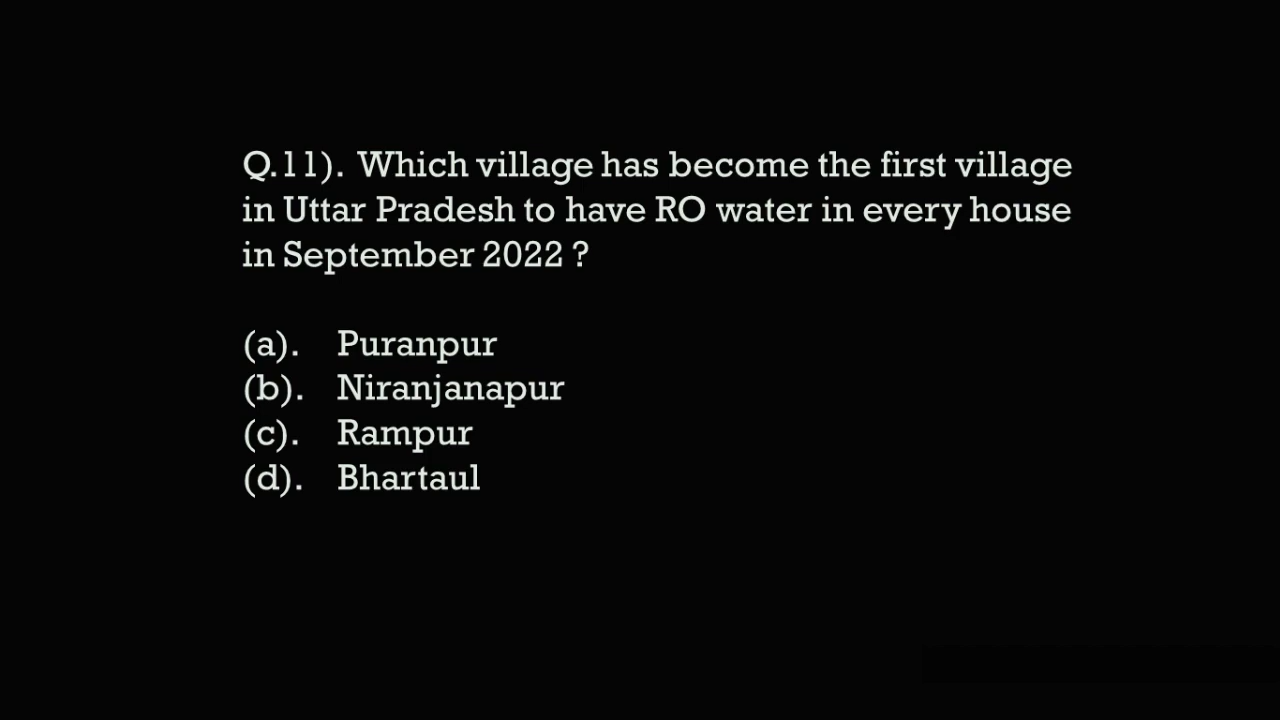 Q.11). Which village has become the first village
in Uttar Pradesh to have RO water in every house
in September 2022 ?
(a). Puranpur
(b). Niranjanapur
(c). Rampur
(d). Bhartaul